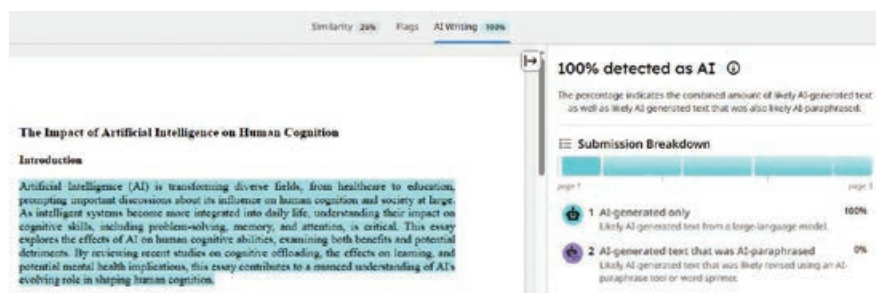 Similarity 26% Flags AI Writing 100%
100% detected as AI
The percentage indicates the combined amount of likely AI-generated text
as well as likely AI-generated text that was also likely AI-paraphrased.
The Impact of Artificial Intelligence on Human Cognition
Introduction
Artificial Intelligence (AI) is transforming diverse fields, from healthcare to education,
prompting important discussions about its influence on human cognition and society at large.
As intelligent systems become more integrated into daily life, understanding their impact on
cognitive skills, including problem-solving, memory, and attention, is critical. This essay
explores the effects of AI on human cognitive abilities, examining both benefits and potential
detriments. By reviewing recent studies on cognitive offloading, the effects on learning, and
potential mental health implications, this essay contributes to a nuanced understanding of AI's
evolving role in shaping human cognition.
Submission Breakdown
page 1 page 3
1 AI-generated only 100%
Likely AI-generated text from a large-language model.
2 AI-generated text that was AI-paraphrased 0%
Likely AI-generated text that was likely revised using an AI-
paraphrase tool or word spinner.